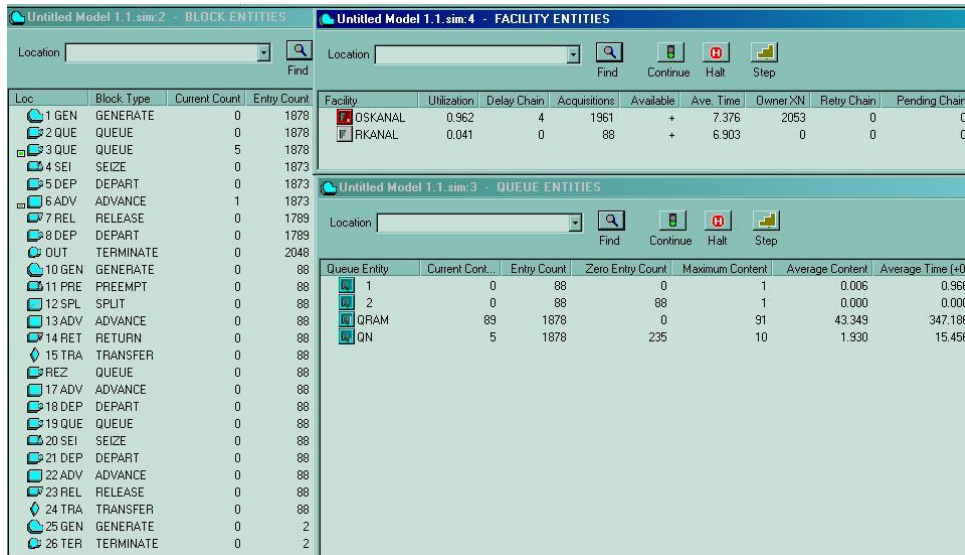 Untitled Model 1.1.sim:2 - BLOCK ENTITIES
Location
Find
Loc Block Type Current Count Entry Count
1 GEN GENERATE 0 1878
2 QUE QUEUE 0 1878
3 QUE QUEUE 5 1878
4 SEI SEIZE 0 1873
5 DEP DEPART 0 1873
6 ADV ADVANCE 1 1873
7 REL RELEASE 0 1789
8 DEP DEPART 0 1789
OUT TERMINATE 0 2048
10 GEN GENERATE 0 88
11 PRE PREEMPT 0 88
12 SPL SPLIT 0 88
13 ADV ADVANCE 0 88
14 RET RETURN 0 88
15 TRA TRANSFER 0 88
REZ QUEUE 0 88
17 ADV ADVANCE 0 88
18 DEP DEPART 0 88
19 QUE QUEUE 0 88
20 SEI SEIZE 0 88
21 DEP DEPART 0 88
22 ADV ADVANCE 0 88
23 REL RELEASE 0 88
24 TRA TRANSFER 0 88
25 GEN GENERATE 0 2
26 TER TERMINATE 0 2
Untitled Model 1.1.sim:4 - FACILITY ENTITIES
Location
Find Continue Halt Step
Facility Utilization Delay Chain Acquisitions Available Ave. Time Owner XN Retry Chain Pending Chain
OSKANAL 0.962 4 1961 + 7.376 2053 0 0
RKANAL 0.041 0 88 + 6.903 0 0 0
Untitled Model 1.1.sim:3 - QUEUE ENTITIES
Location
Find Continue Halt Step
Queue Entity Current Cont... Entry Count Zero Entry Count Maximum Content Average Content Average Time (+0
1 0 88 0 1 0.006 0.966
2 0 88 88 1 0.000 0.000
QRAM 89 1878 0 91 43.349 347.186
QN 5 1878 235 10 1.930 15.456